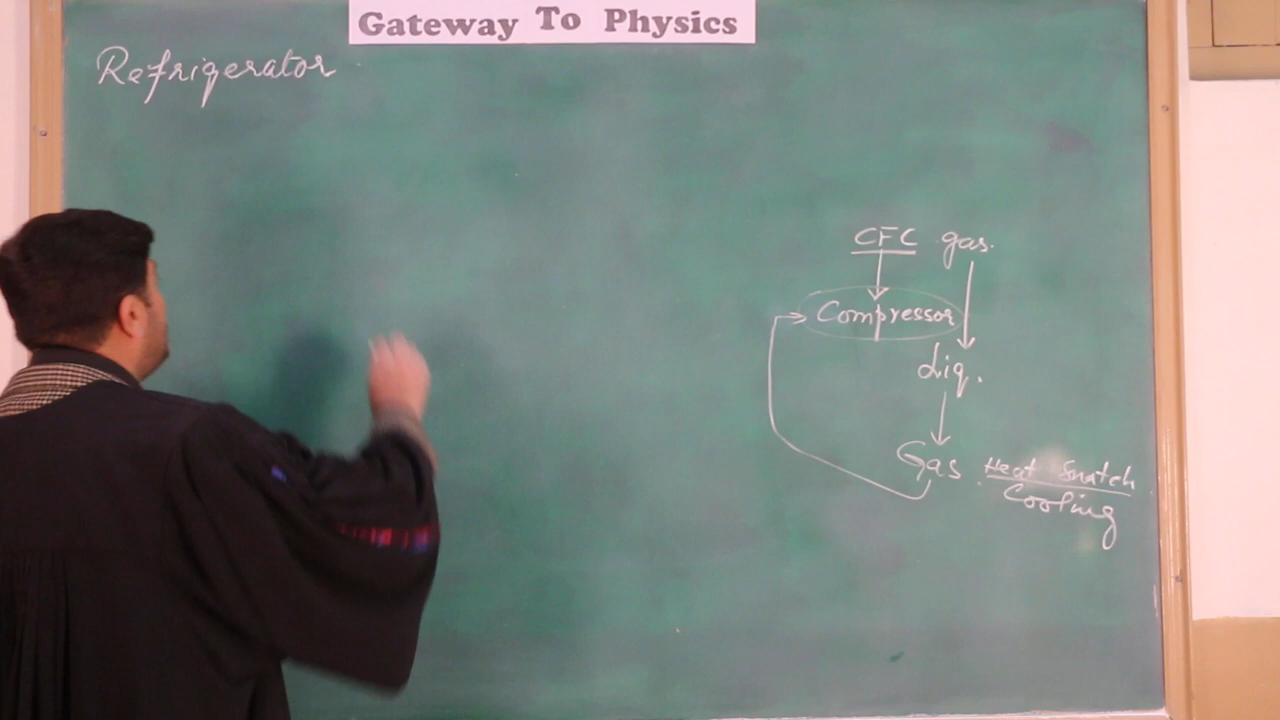 Gateway To Physics
Refrigerator
CFC gas.
Compressor
Liq.
Gas. Heat Snatch
Cooling